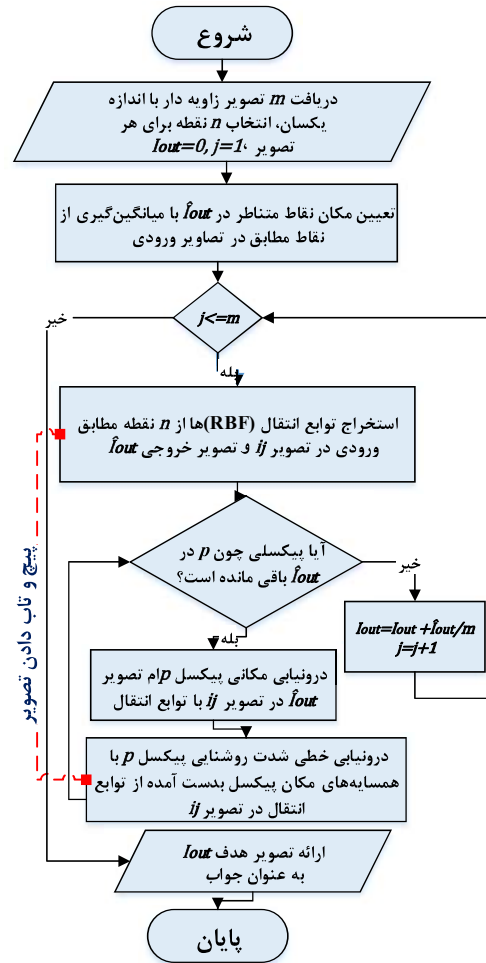 شروع
دریافت m تصویر زاویه دار با اندازه
یکسان، انتخاب n نقطه برای هر
تصویر ، Iout=0, j=1
تعیین مکان نقاط متناظر در Îout با میانگین‌گیری از
نقاط مطابق در تصاویر ورودی
j<=m
خیر
بله
استخراج توابع انتقال (RBF)ها از n نقطه مطابق
ورودی در تصویر ij و تصویر خروجی Îout
آیا پیکسلی چون p در
Îout باقی مانده است؟
خیر
بله
Iout=Iout +Îout/m
j=j+1
درونیابی مکانی پیکسل pام تصویر
Îout در تصویر ij با توابع انتقال
درونیابی خطی شدت روشنایی پیکسل p با
همسایه‌های مکان پیکسل بدست آمده از توابع
انتقال در تصویر ij
پیچ و تاب دادن تصویر
ارائه تصویر هدف Iout
به عنوان جواب
پایان